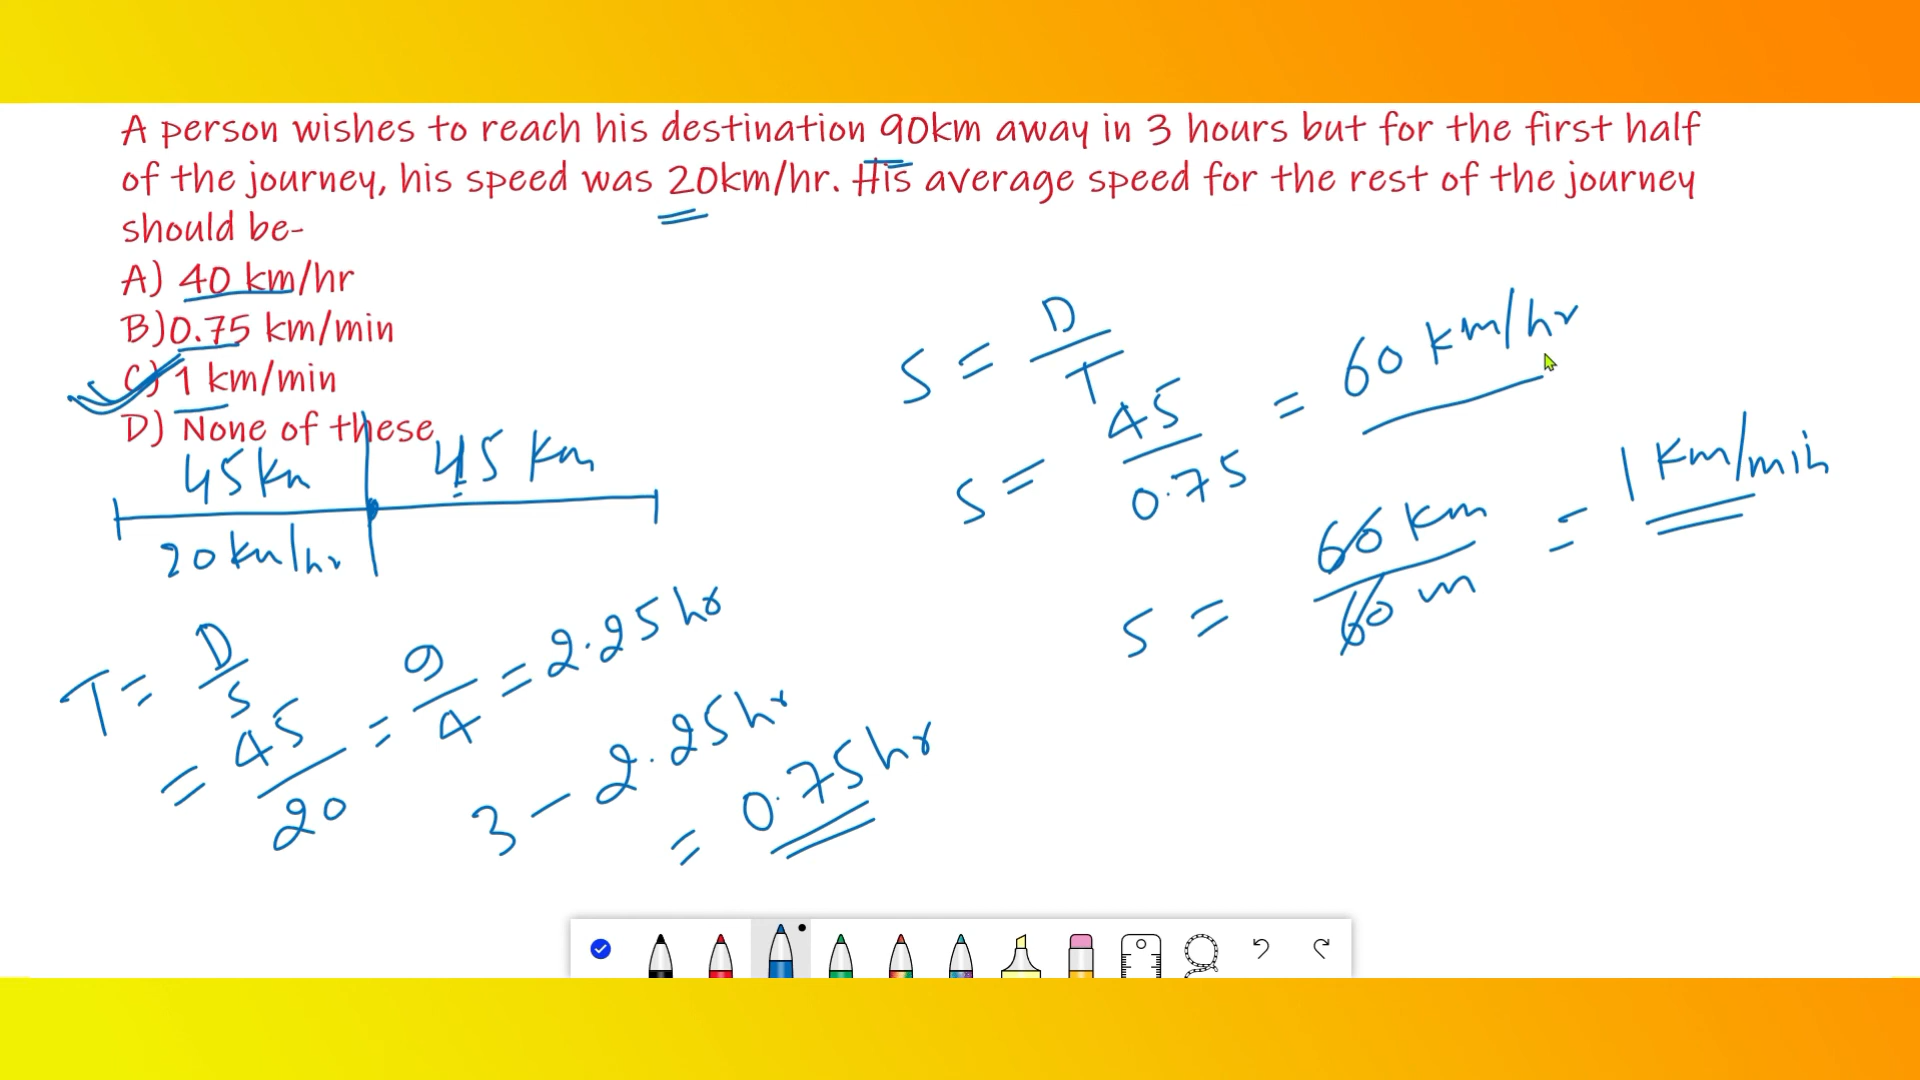 A person wishes to reach his destination 90km away in 3 hours but for the first half
of the journey, his speed was 20km/hr. His average speed for the rest of the journey
should be-
A) 40 km/hr
B)0.75 km/min
C) 1 km/min
D) None of these
45 km 45 km
20 km/hr
T = D/S
= 45/20 = 9/4 = 2.25 hr
3 - 2.25 hr
= 0.75 hr
S = D/T
S = 45/0.75 = 60 km/hr
S = 60 km/60 m = 1 km/min